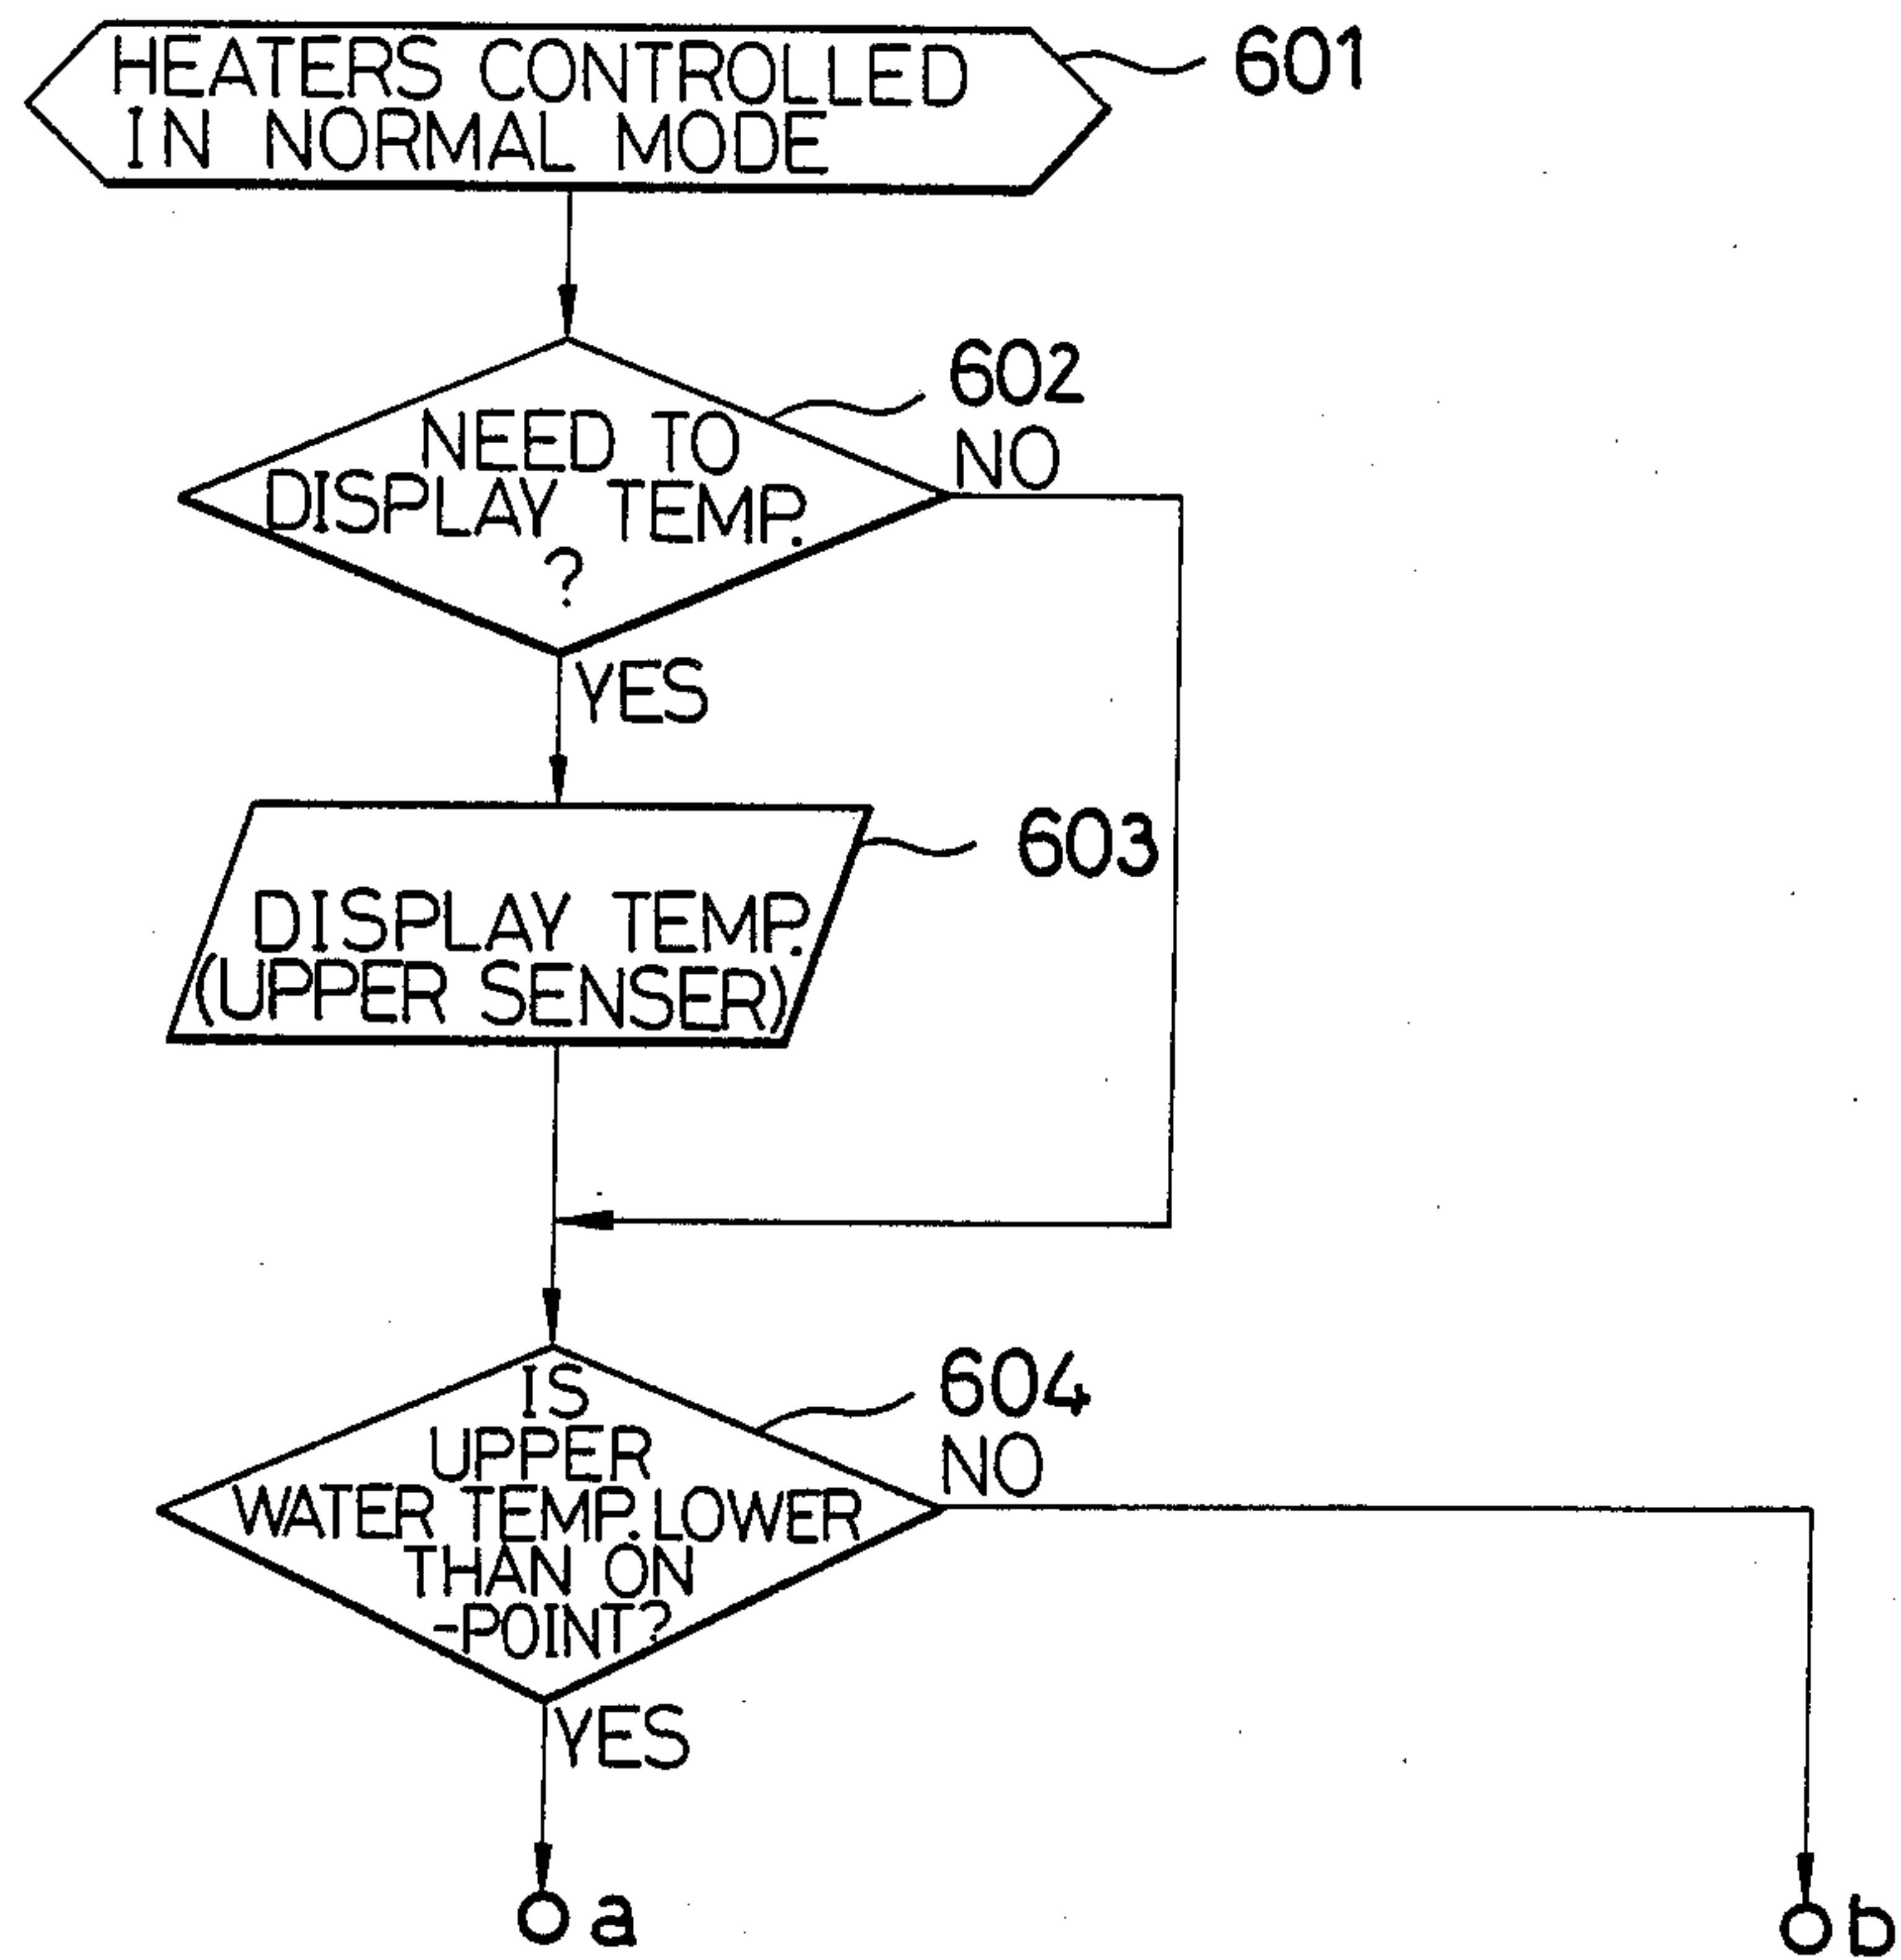 HEATERS CONTROLLED
IN NORMAL MODE
601
602
NEED TO
DISPLAY TEMP.
?
NO
YES
603
DISPLAY TEMP.
(UPPER SENSER)
604
IS
UPPER
WATER TEMP. LOWER
THAN ON
-POINT?
NO
YES
a
b